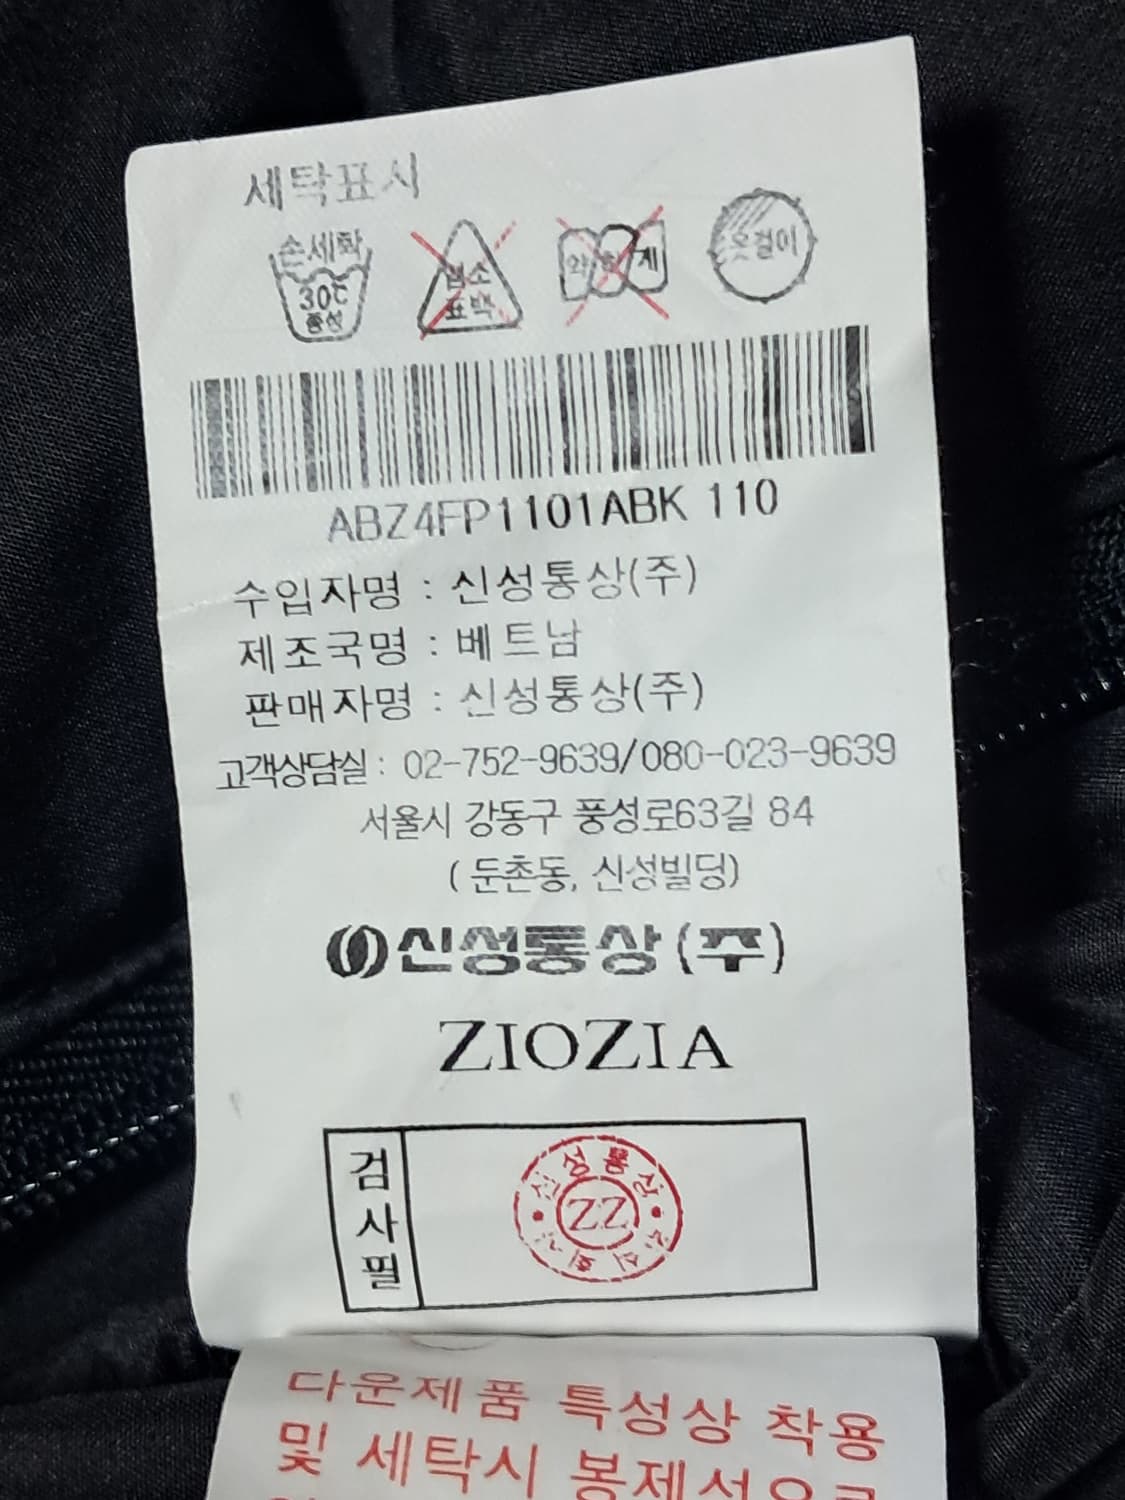 세탁표시
손세확
30℃
중성
염소
표백
약하게
옷걸이
ABZ4FP1101ABK 110
수입자명 : 신성통상(주)
제조국명 : 베트남
판매자명 : 신성통상(주)
고객상담실 : 02-752-9639/080-023-9639
서울시 강동구 풍성로63길 84
( 둔촌동, 신성빌딩)
신성통상(주)
ZIOZIA
검사필
신성통상
ZZ
주식회사
다운제품 특성상 착용
및 세탁시 봉제선으로